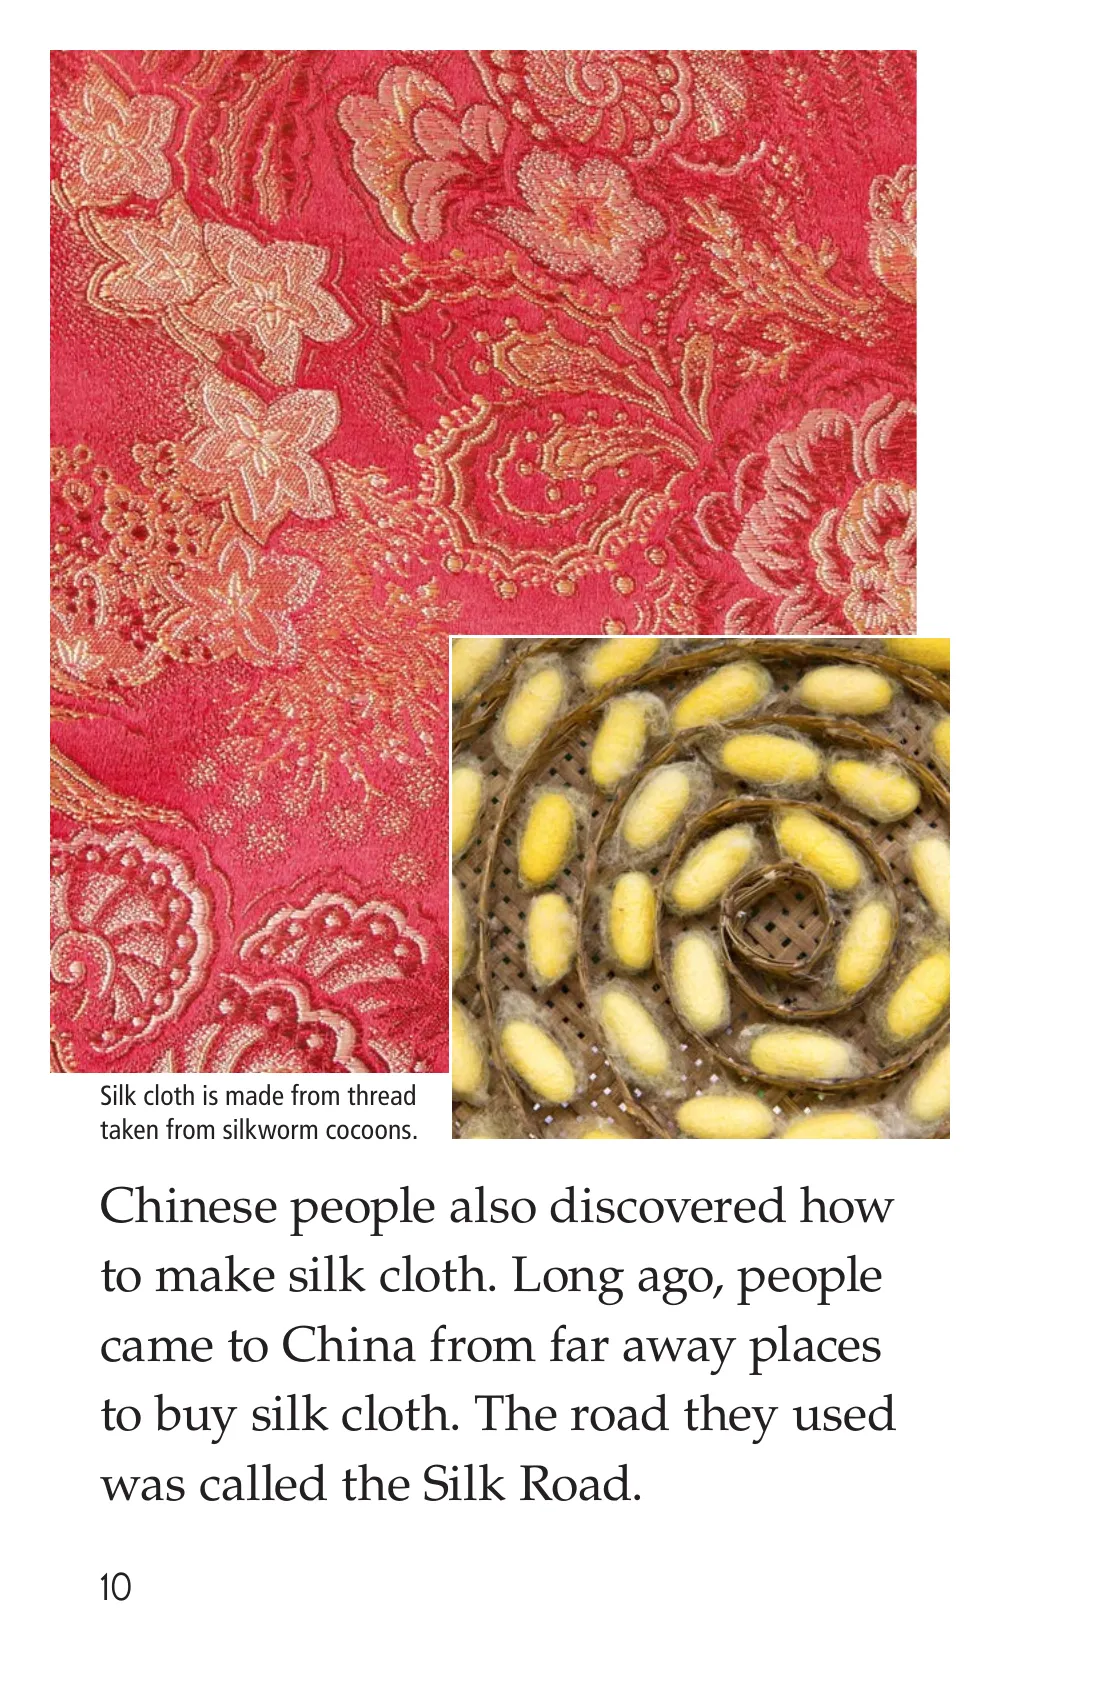 Silk cloth is made from thread
taken from silkworm cocoons.
Chinese people also discovered how
to make silk cloth. Long ago, people
came to China from far away places
to buy silk cloth. The road they used
was called the Silk Road.
10